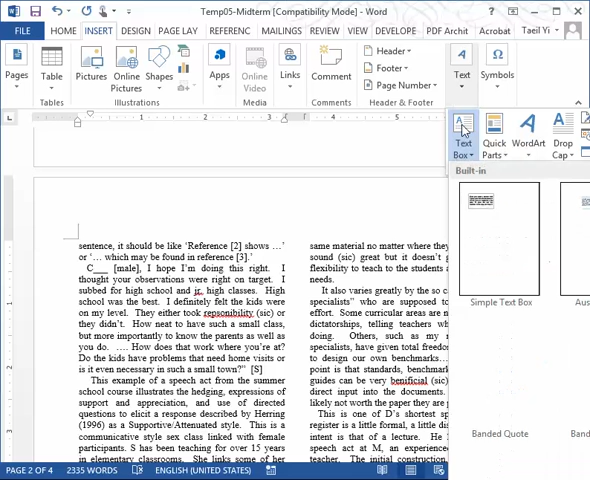 Temp05-Midterm [Compatibility Mode] - Word
FILE HOME INSERT DESIGN PAGE LAY REFERENC MAILINGS REVIEW VIEW DEVELOPE PDF Archit Acrobat Taeil Yi
Pages Table Pictures Online Pictures Shapes Apps Online Video Links Comment Header Footer Page Number Text Symbols
Tables Illustrations Media Comments Header & Footer
Text Box Quick Parts WordArt Drop Cap
Built-in
Simple Text Box Aus
Banded Quote Band
3 4 5
sentence, it should be like ‘Reference [2] shows …’
or ‘… which may be found in reference [3].’
C___ [male], I hope I'm doing this right. I
thought your observations were right on target. I
subbed for high school and jr. high classes. High
school was the best. I definitely felt the kids were
on my level. They either took repsonibility (sic) or
they didn't. How neat to have such a small class,
but more importantly to know the parents as well as
you do. …. How does that work where you're at?
Do the kids have problems that need home visits or
is it even necessary in such a small town?” [S]
This example of a speech act from the summer
school course illustrates the hedging, expressions of
support and appreciation, and use of directed
questions to elicit a response described by Herring
(1996) as a Supportive/Attenuated style. This is a
communicative style sex class linked with female
participants. S has been teaching for over 15 years
in elementary classrooms. She links some of her
same material no matter where they
sound (sic) great but it doesn't g
flexibility to teach to the students a
needs.
It also varies greatly by the so ca
specialists” who are supposed to
effort. Some curricular areas are n
dictatorships, telling teachers wh
doing. Others, such as my
specialists, have given total freedo
to design our own benchmarks…
point is that standards, benchmark
guides can be very benificial (sic)
direct input into the documents.
likely not worth the paper they are p
This is one of D's shortest s
register is a little formal, a little di
intent is that of a lecture. He
speech act at M, an experience
teacher. The initial construction
1
2
3
PAGE 2 OF 4 2335 WORDS ENGLISH (UNITED STATES)